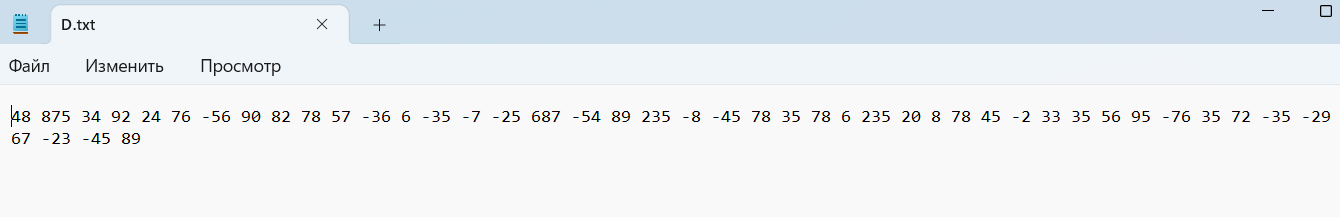 D.txt
Файл Изменить Просмотр
48 875 34 92 24 76 -56 90 82 78 57 -36 6 -35 -7 -25 687 -54 89 235 -8 -45 78 35 78 6 235 20 8 78 45 -2 33 35 56 95 -76 35 72 -35 -29
67 -23 -45 89